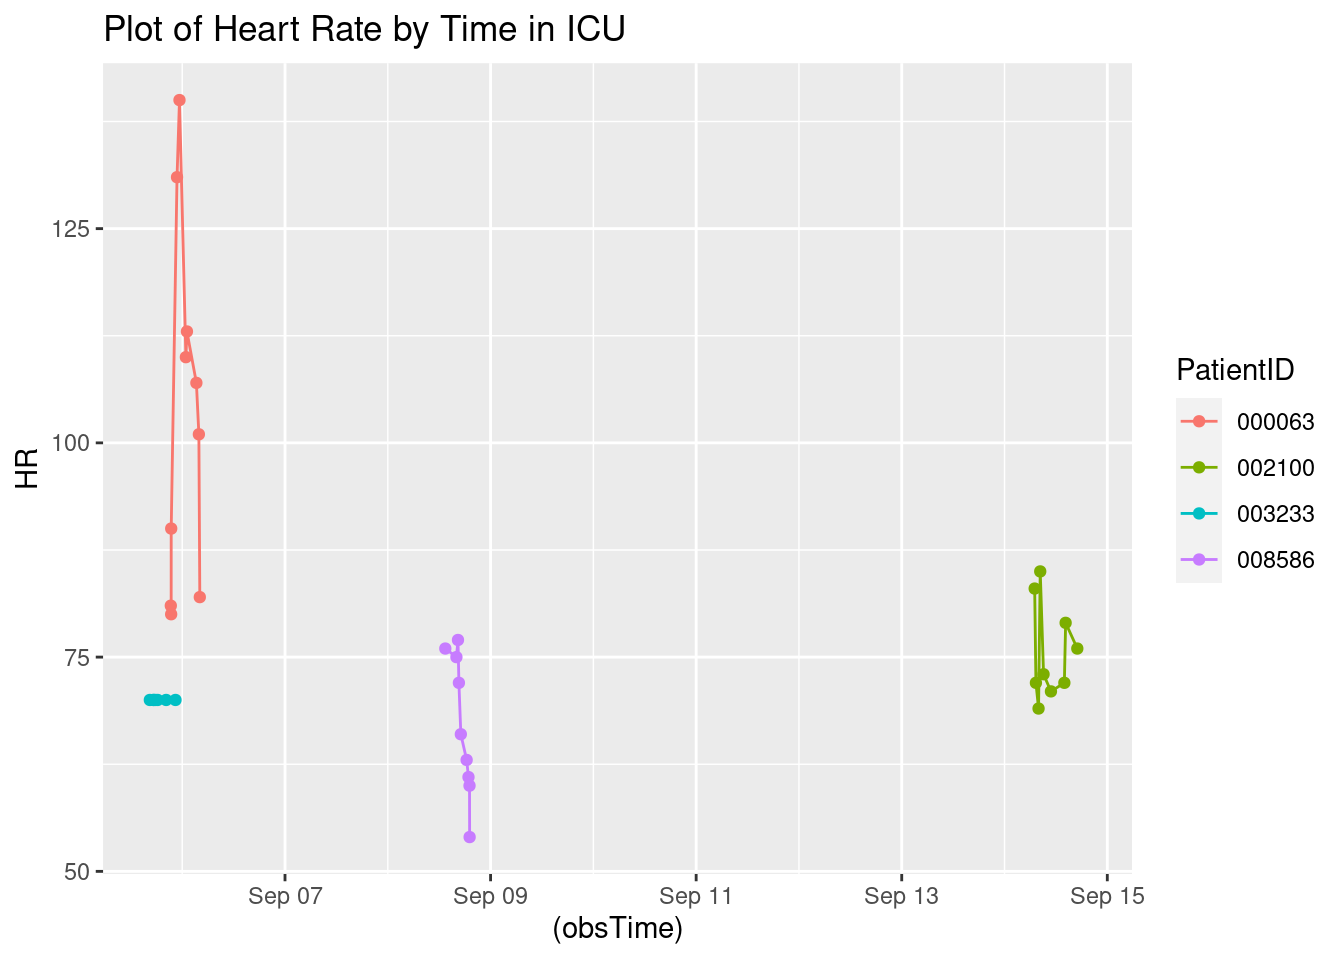 Plot of Heart Rate by Time in ICU
125
100
75
50
HR
Sep 07
Sep 09
Sep 11
Sep 13
Sep 15
(obsTime)
PatientID
000063
002100
003233
008586